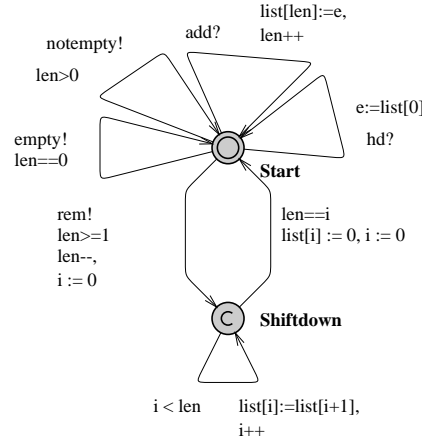 notempty!
len>0
add?
list[len]:=e,
len++
e:=list[0]
hd?
empty!
len==0
Start
rem!
len>=1
len--,
i := 0
len==i
list[i] := 0, i := 0
C
Shiftdown
i < len
list[i]:=list[i+1],
i++